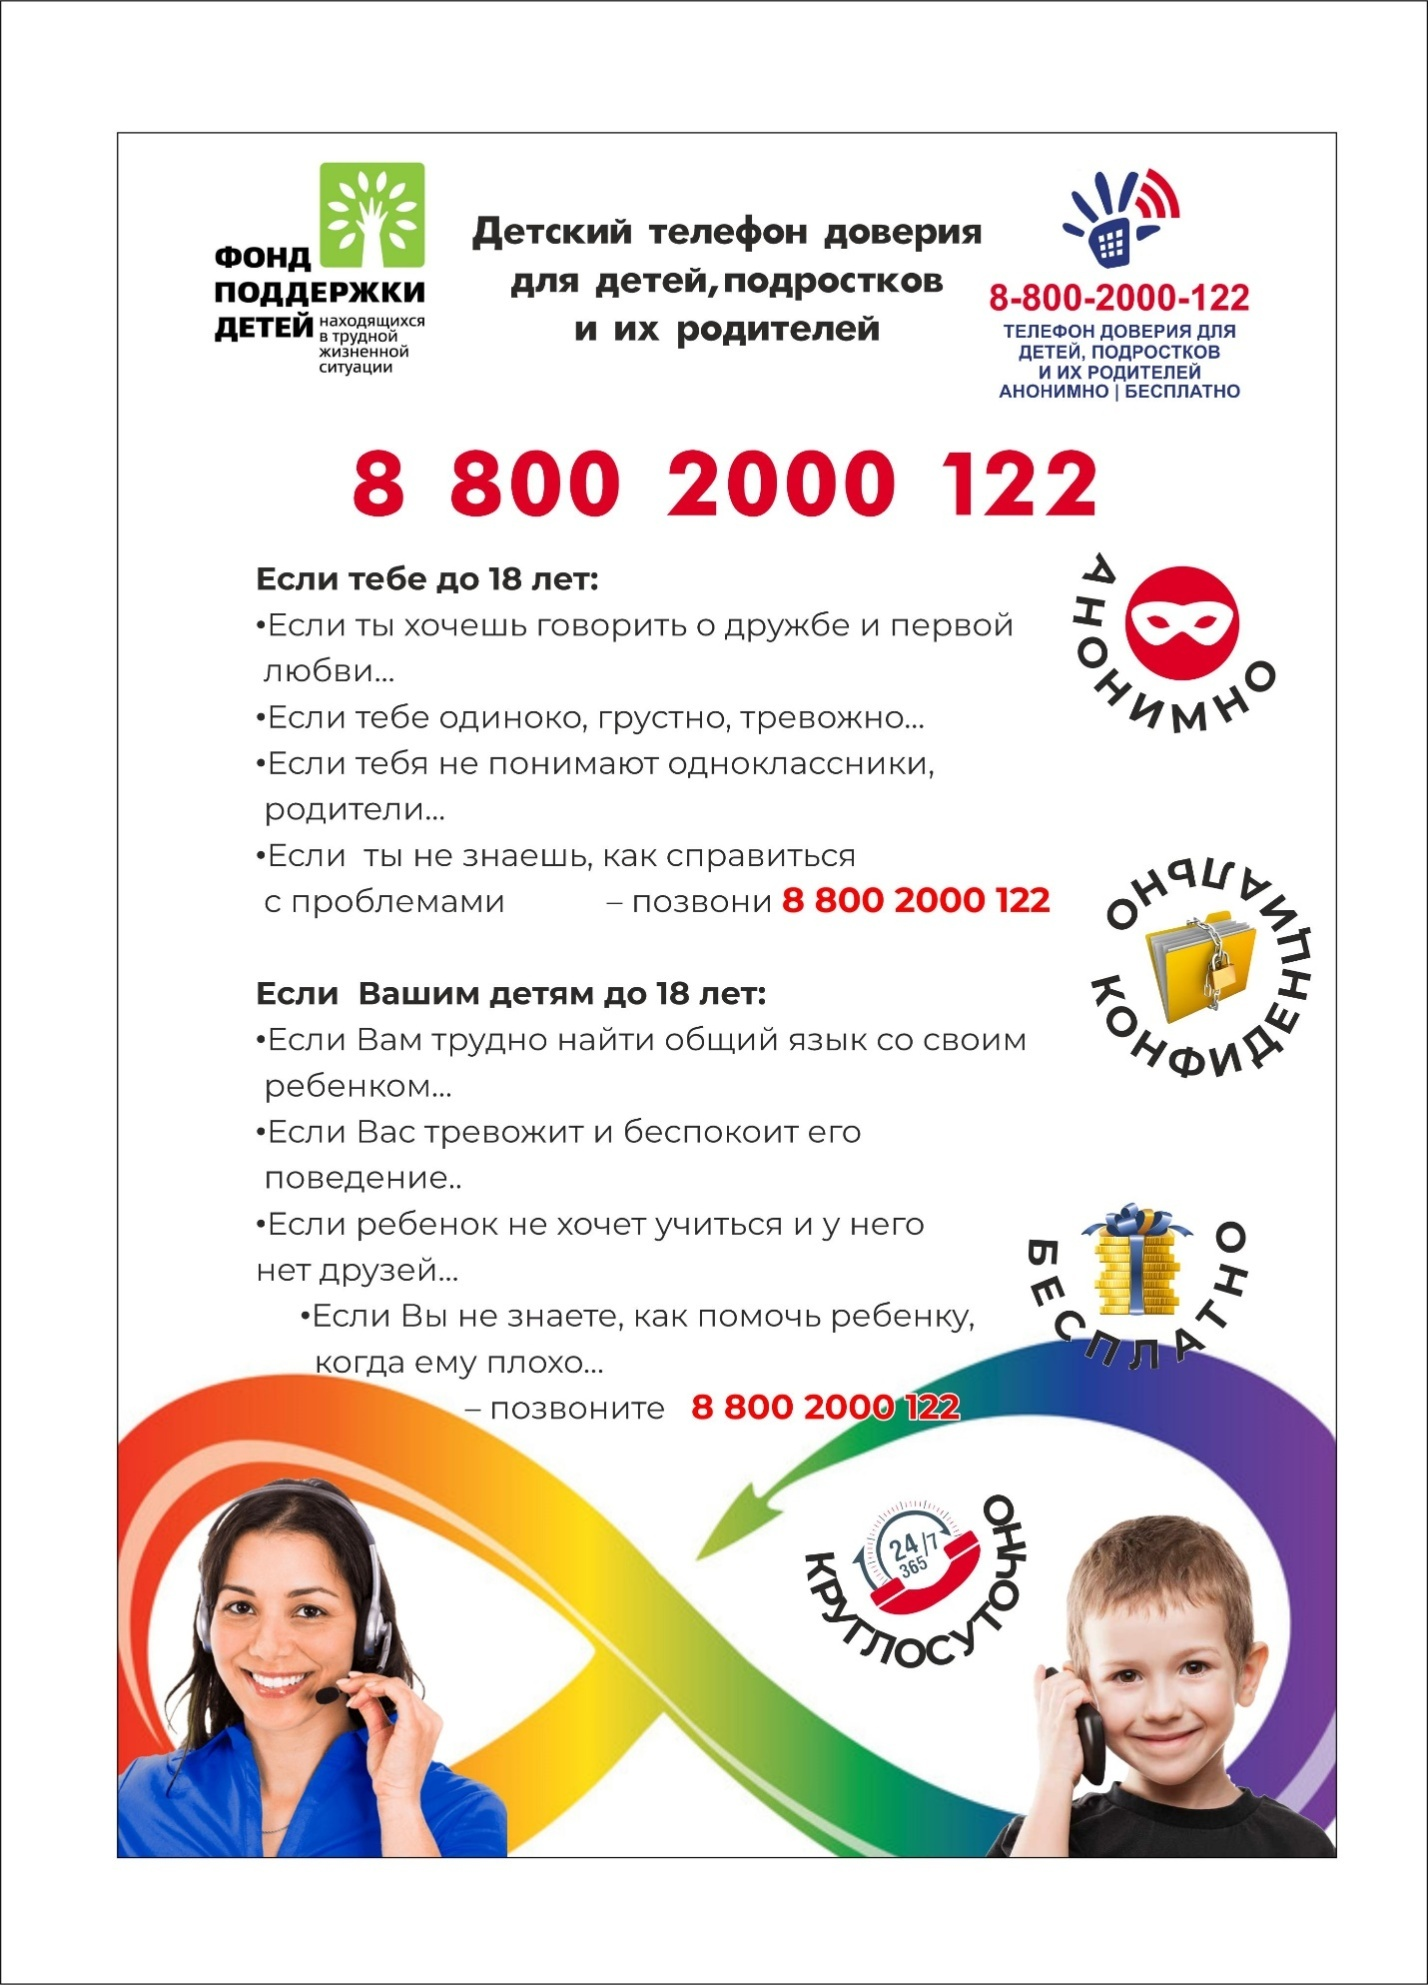 ФОНД
ПОДДЕРЖКИ
ДЕТЕЙ
находящихся
в трудной
жизненной
ситуации
Детский телефон доверия
для детей,подростков
и их родителей
8-800-2000-122
ТЕЛЕФОН ДОВЕРИЯ ДЛЯ
ДЕТЕЙ, ПОДРОСТКОВ
И ИХ РОДИТЕЛЕЙ
АНОНИМНО | БЕСПЛАТНО
8 800 2000 122
Если тебе до 18 лет:
•Если ты хочешь говорить о дружбе и первой
любви...
•Если тебе одиноко, грустно, тревожно...
•Если тебя не понимают одноклассники,
родители...
•Если ты не знаешь, как справиться
с проблемами – позвони 8 800 2000 122
АНОНИМНО
КОНФИДЕНЦИАЛЬНО
Если Вашим детям до 18 лет:
•Если Вам трудно найти общий язык со своим
ребенком...
•Если Вас тревожит и беспокоит его
поведение..
•Если ребенок не хочет учиться и у него
нет друзей...
•Если Вы не знаете, как помочь ребенку,
когда ему плохо...
– позвоните 8 800 2000 122
БЕСПЛАТНО
24/7
365
КРУГЛОСУТОЧНО